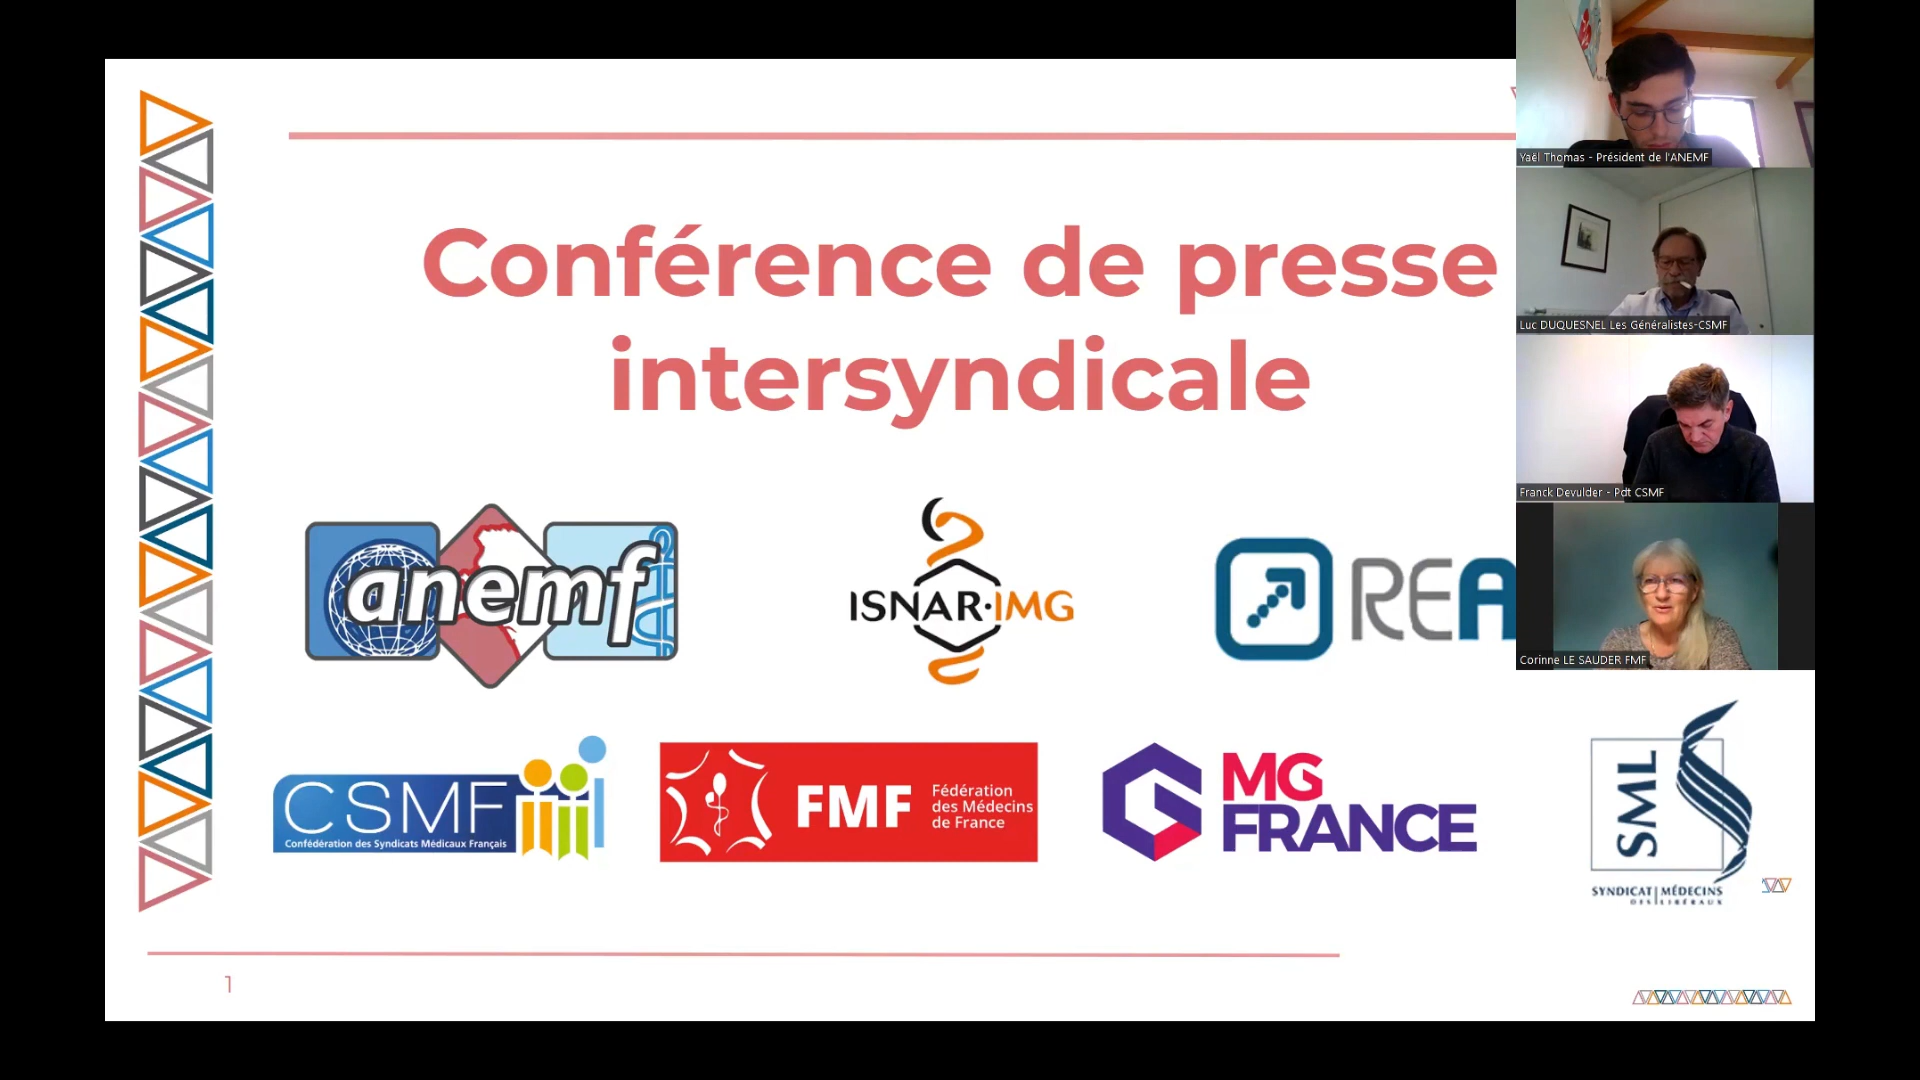 Conférence de presse
intersyndicale
anemf
ISNAR·IMG
REA
CSMF
Confédération des Syndicats Médicaux Français
FMF
Fédération
des Médecins
de France
MG
FRANCE
SML
SYNDICAT MÉDECINS
DES LIBÉRAUX
1
Yaël Thomas - Président de l'ANEMF
Luc DUQUESNEL Les Généralistes-CSMF
Franck Devulder - Pdt CSMF
Corinne LE SAUDER FMF